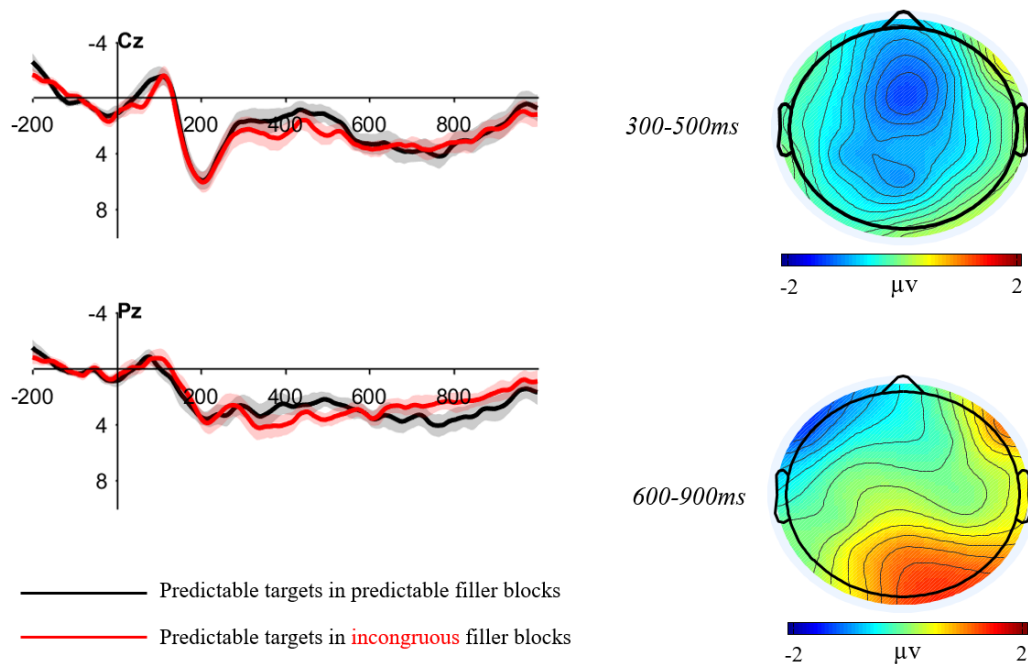 -4
Cz
-200
200
400
600
800
4
8
300-500ms
-2
μv
2
-4
Pz
-200
200
400
600
800
4
8
600-900ms
-2
μv
2
Predictable targets in predictable filler blocks
Predictable targets in incongruous filler blocks